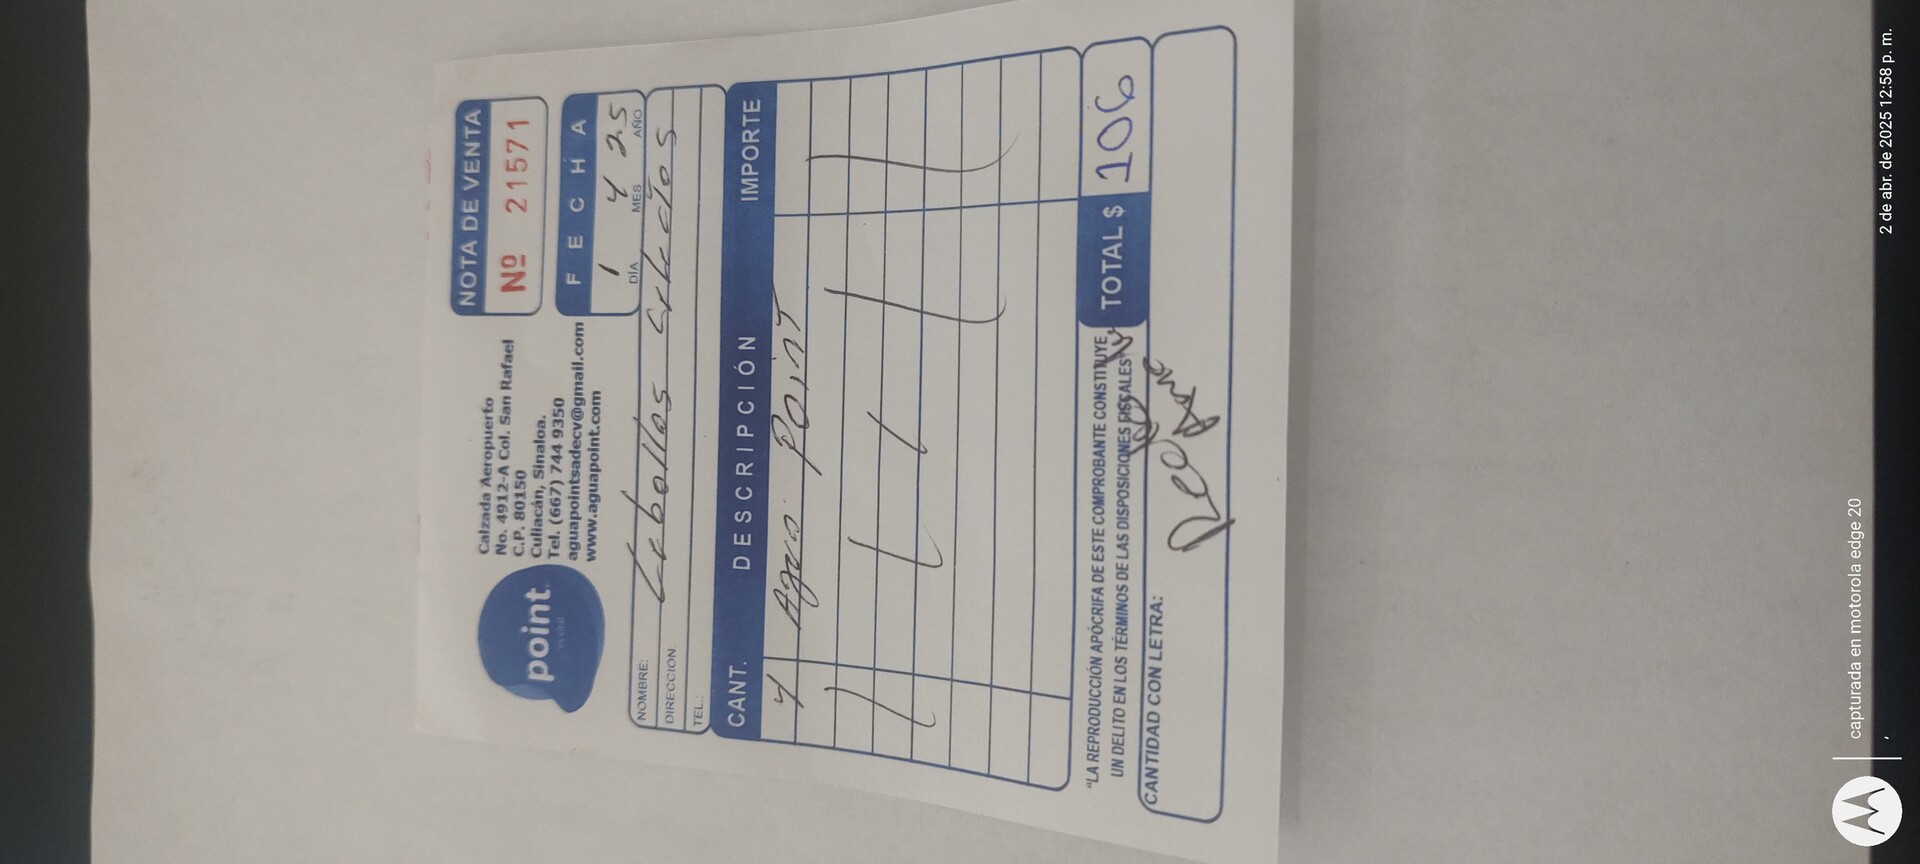 point
Calzada Aeropuerto
No. 4912-A Col. San Rafael
C.P. 80150
Culiacán, Sinaloa.
Tel. (667) 744 9350
aguapointsadecv@gmail.com
www.aguapoint.com
NOTA DE VENTA
Nº 21571
FECHA
1 4 25
DÍA MES AÑO
NOMBRE: Ceballos
DIRECCIÓN:
TEL.:
CANT. DESCRIPCIÓN IMPORTE
4 Agua Point
"LA REPRODUCCIÓN APÓCRIFA DE ESTE COMPROBANTE CONSTITUYE
UN DELITO EN LOS TÉRMINOS DE LAS DISPOSICIONES FISCALES"
TOTAL $ 106
CANTIDAD CON LETRA:
capturada en motorola edge 20
2 de abr. de 2025 12:58 p. m.